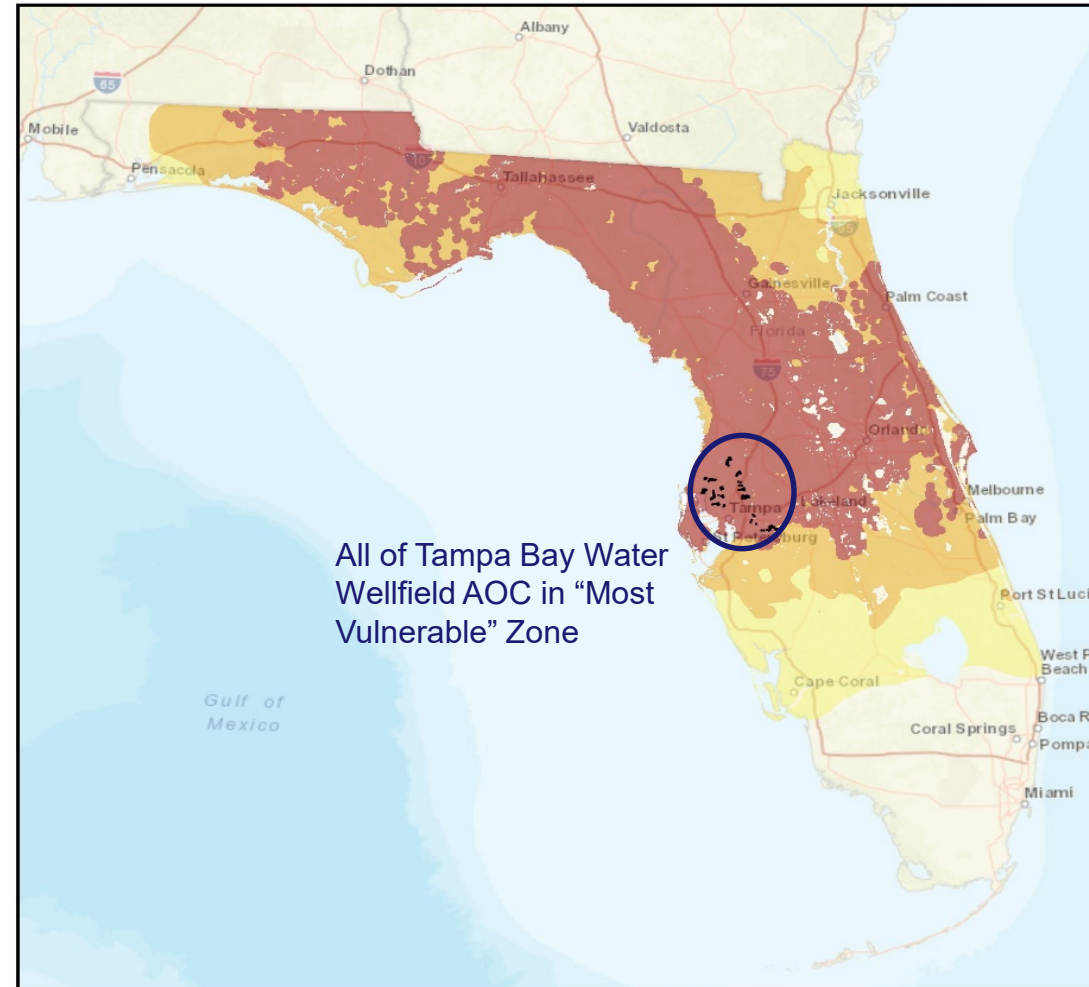 Albany
Dothan
65
Mobile
Valdosta
Pensacola
10
Tallahassee
Jacksonville
95
Gainesville
Palm Coast
Florida
75
Orlando
Melbourne
Lakeland
Tampa
Palm Bay
St Petersburg
All of Tampa Bay Water
Wellfield AOC in “Most
Vulnerable” Zone
Port St Luci
West P
Beach
Cape Coral
Gulf of
Mexico
Boca R
Coral Springs
Pompa
Miami